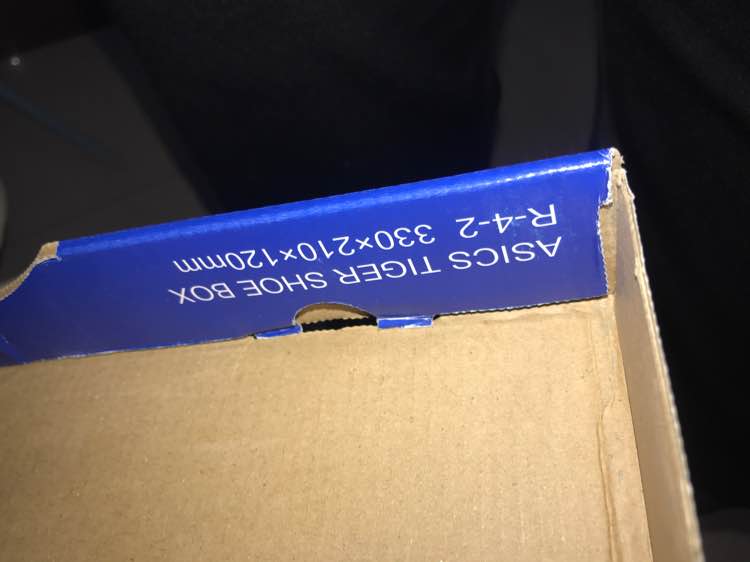 ASICS TIGER SHOE BOX
R-4-2 330×210×120mm